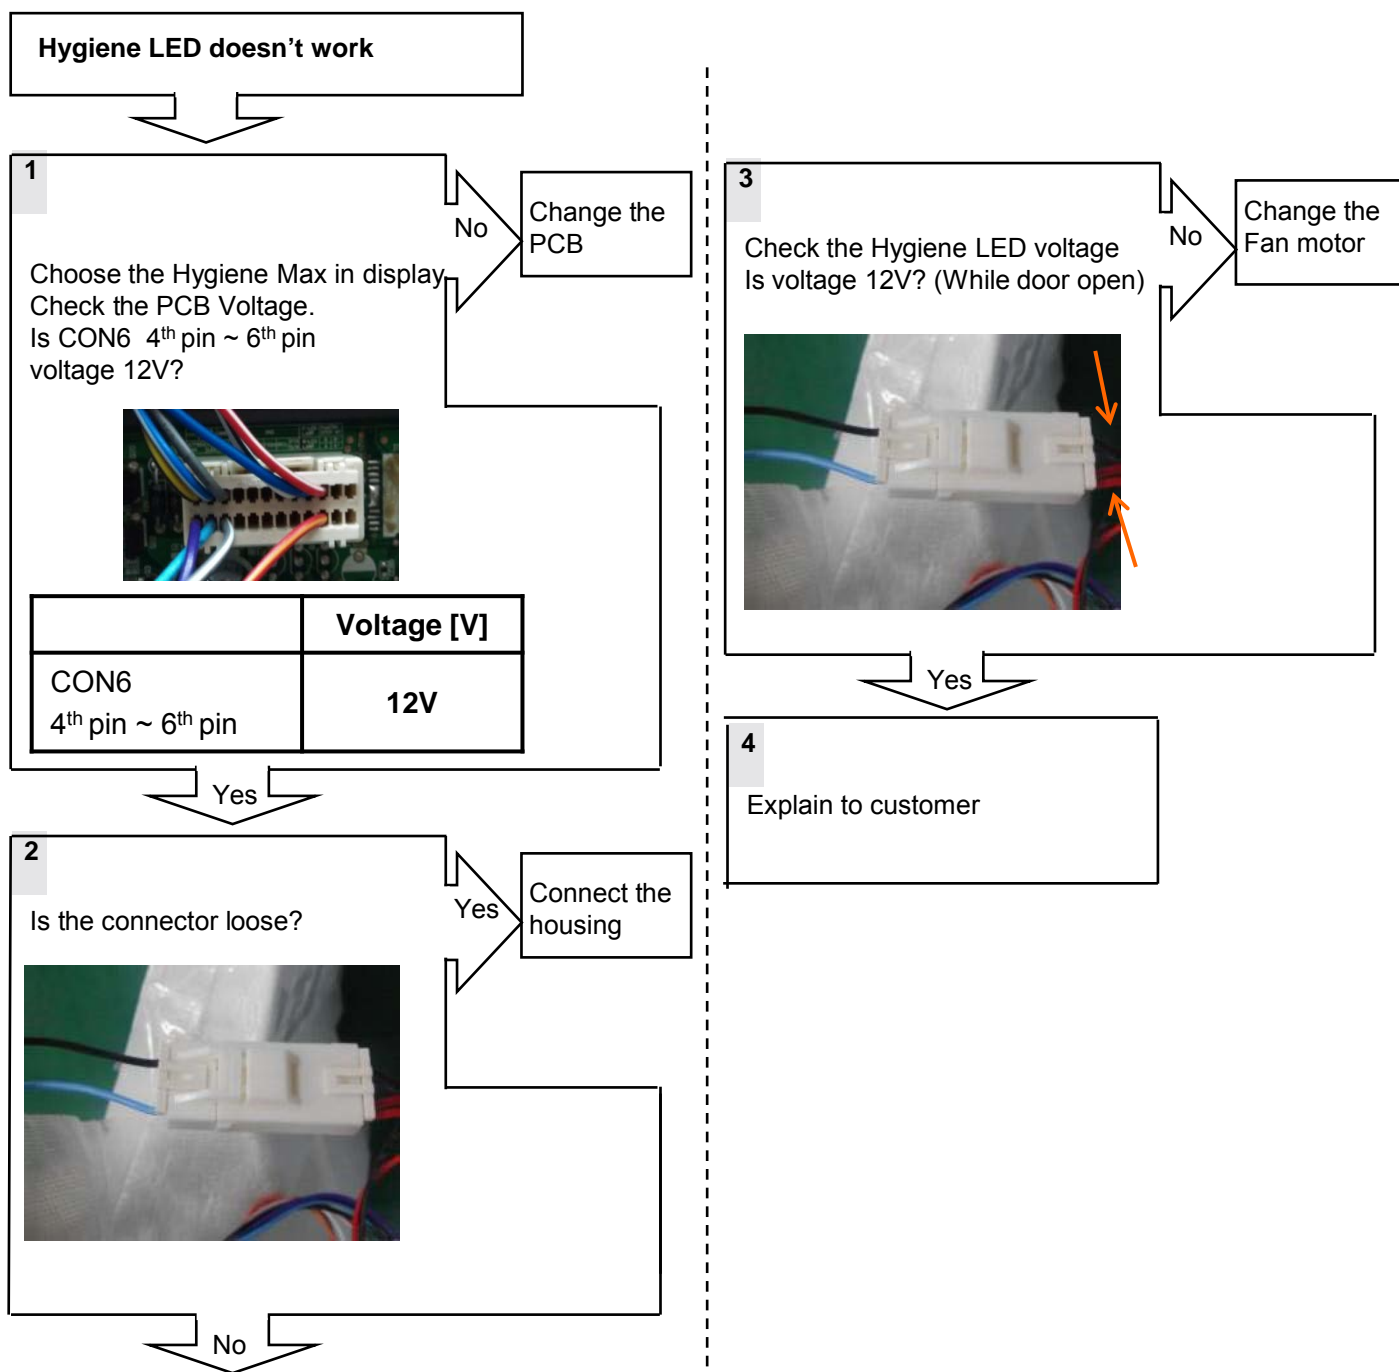 Hygiene LED doesn’t work
1
No
Change the
PCB
Choose the Hygiene Max in display
Check the PCB Voltage.
Is CON6 4th pin ~ 6th pin
voltage 12V?
Voltage [V]
CON6
4th pin ~ 6th pin
12V
Yes
2
Is the connector loose?
Yes
Connect the
housing
No
3
Check the Hygiene LED voltage
Is voltage 12V? (While door open)
No
Change the
Fan motor
Yes
4
Explain to customer